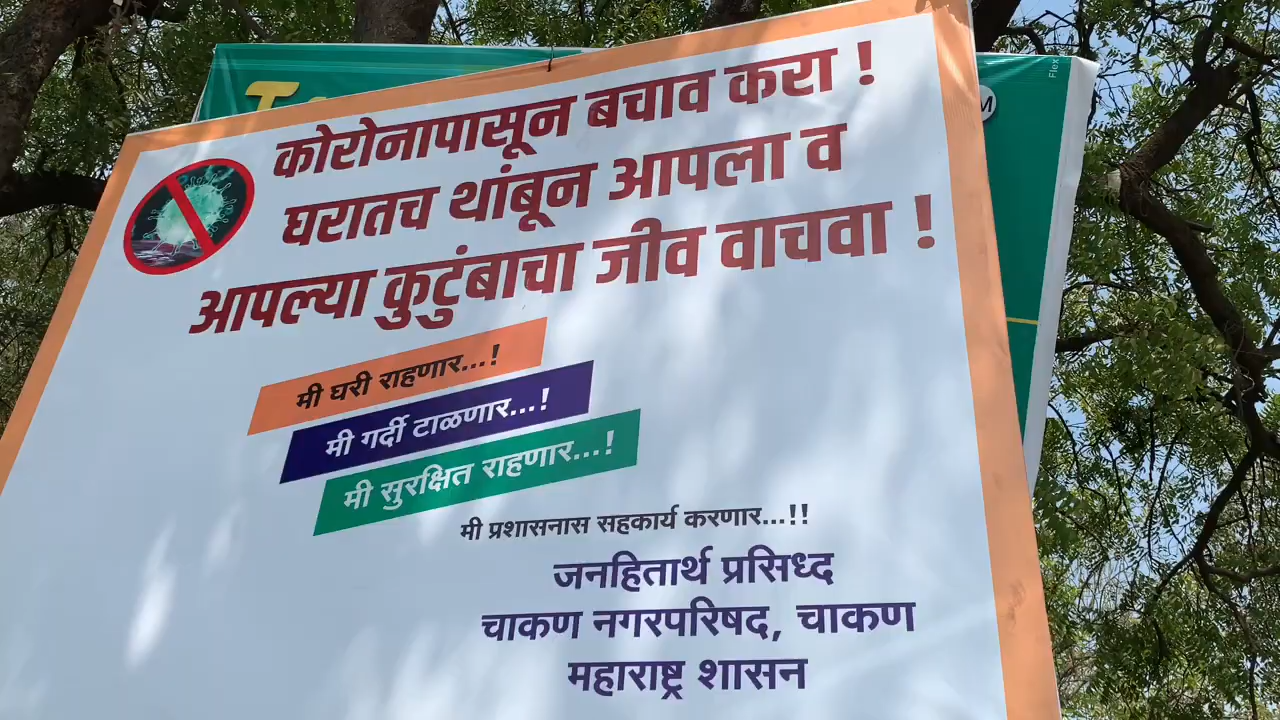 कोरोनापासून बचाव करा !
घरातच थांबून आपला व
आपल्या कुटुंबाचा जीव वाचवा !
मी घरी राहणार...!
मी गर्दी टाळणार...!
मी सुरक्षित राहणार...!
मी प्रशासनास सहकार्य करणार...!!
जनहितार्थ प्रसिध्द
चाकण नगरपरिषद, चाकण
महाराष्ट्र शासन
Flex
M